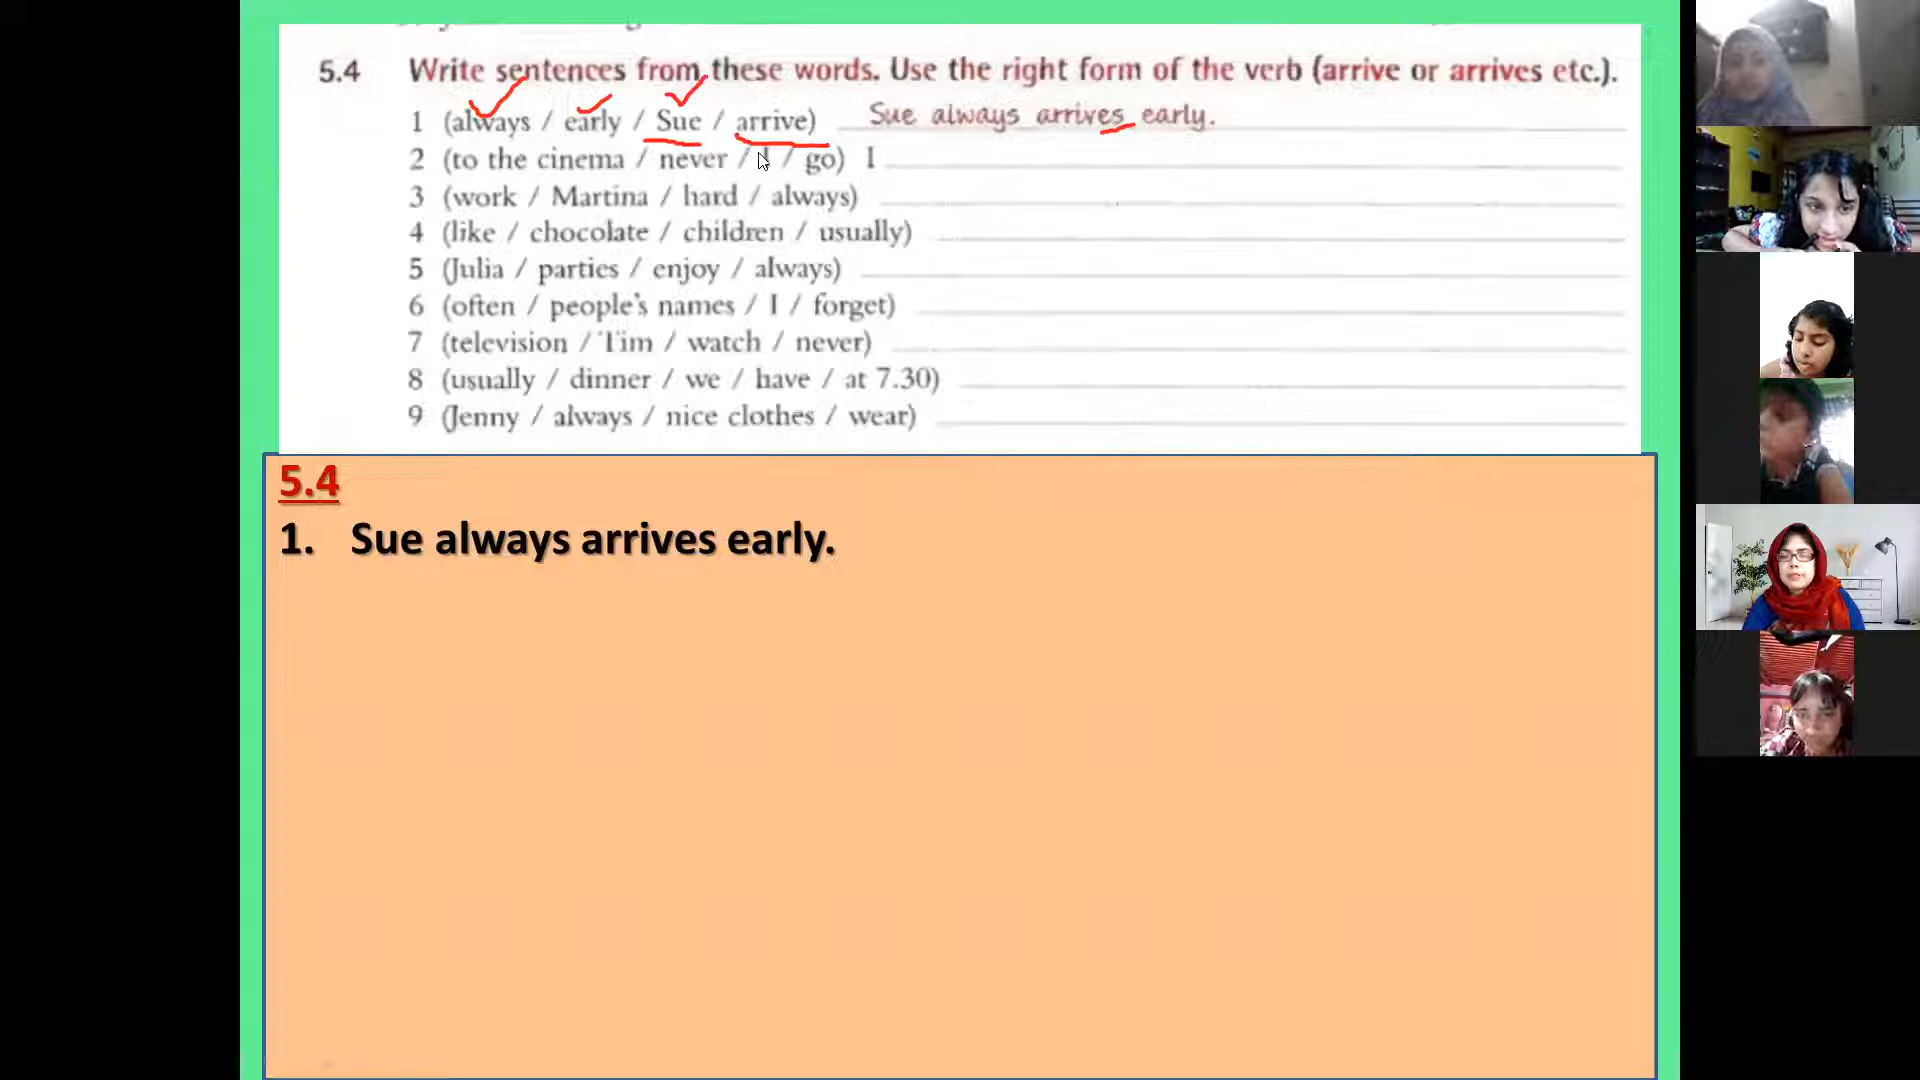 5.4 Write sentences from these words. Use the right form of the verb (arrive or arrives etc.).
1 (always / early / Sue / arrive) Sue always arrives early.
2 (to the cinema / never / I / go) I
3 (work / Martina / hard / always)
4 (like / chocolate / children / usually)
5 (Julia / parties / enjoy / always)
6 (often / people's names / I / forget)
7 (television / Tim / watch / never)
8 (usually / dinner / we / have / at 7.30)
9 (Jenny / always / nice clothes / wear)
5.4
1. Sue always arrives early.